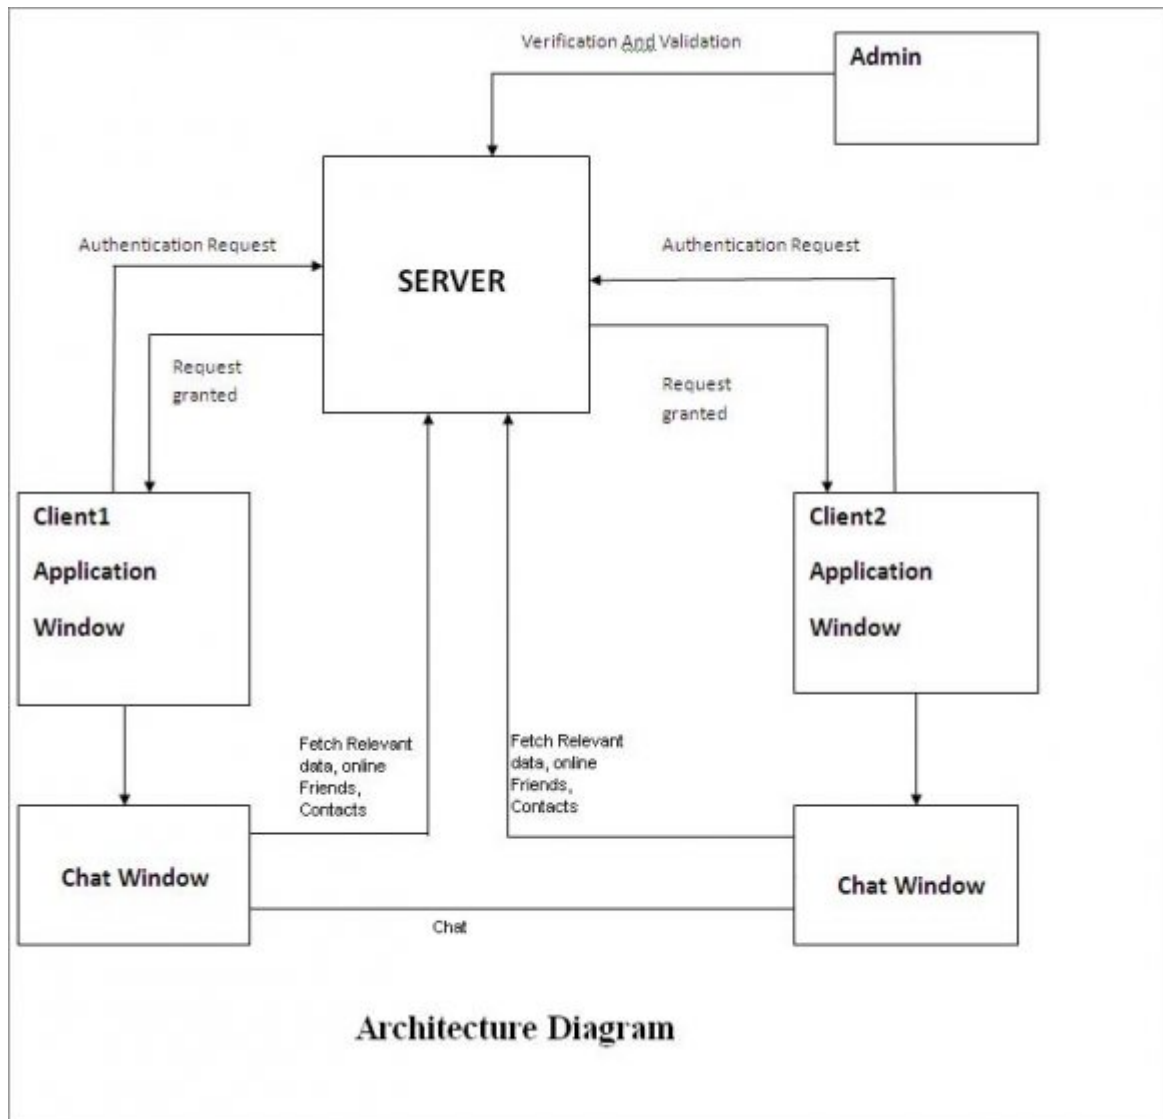 Verification And Validation
Admin
Authentication Request
Authentication Request
SERVER
Request
granted
Request
granted
Client1
Application
Window
Client2
Application
Window
Fetch Relevant
data, online
Friends,
Contacts
Fetch Relevant
data, online
Friends,
Contacts
Chat Window
Chat Window
Chat
Architecture Diagram